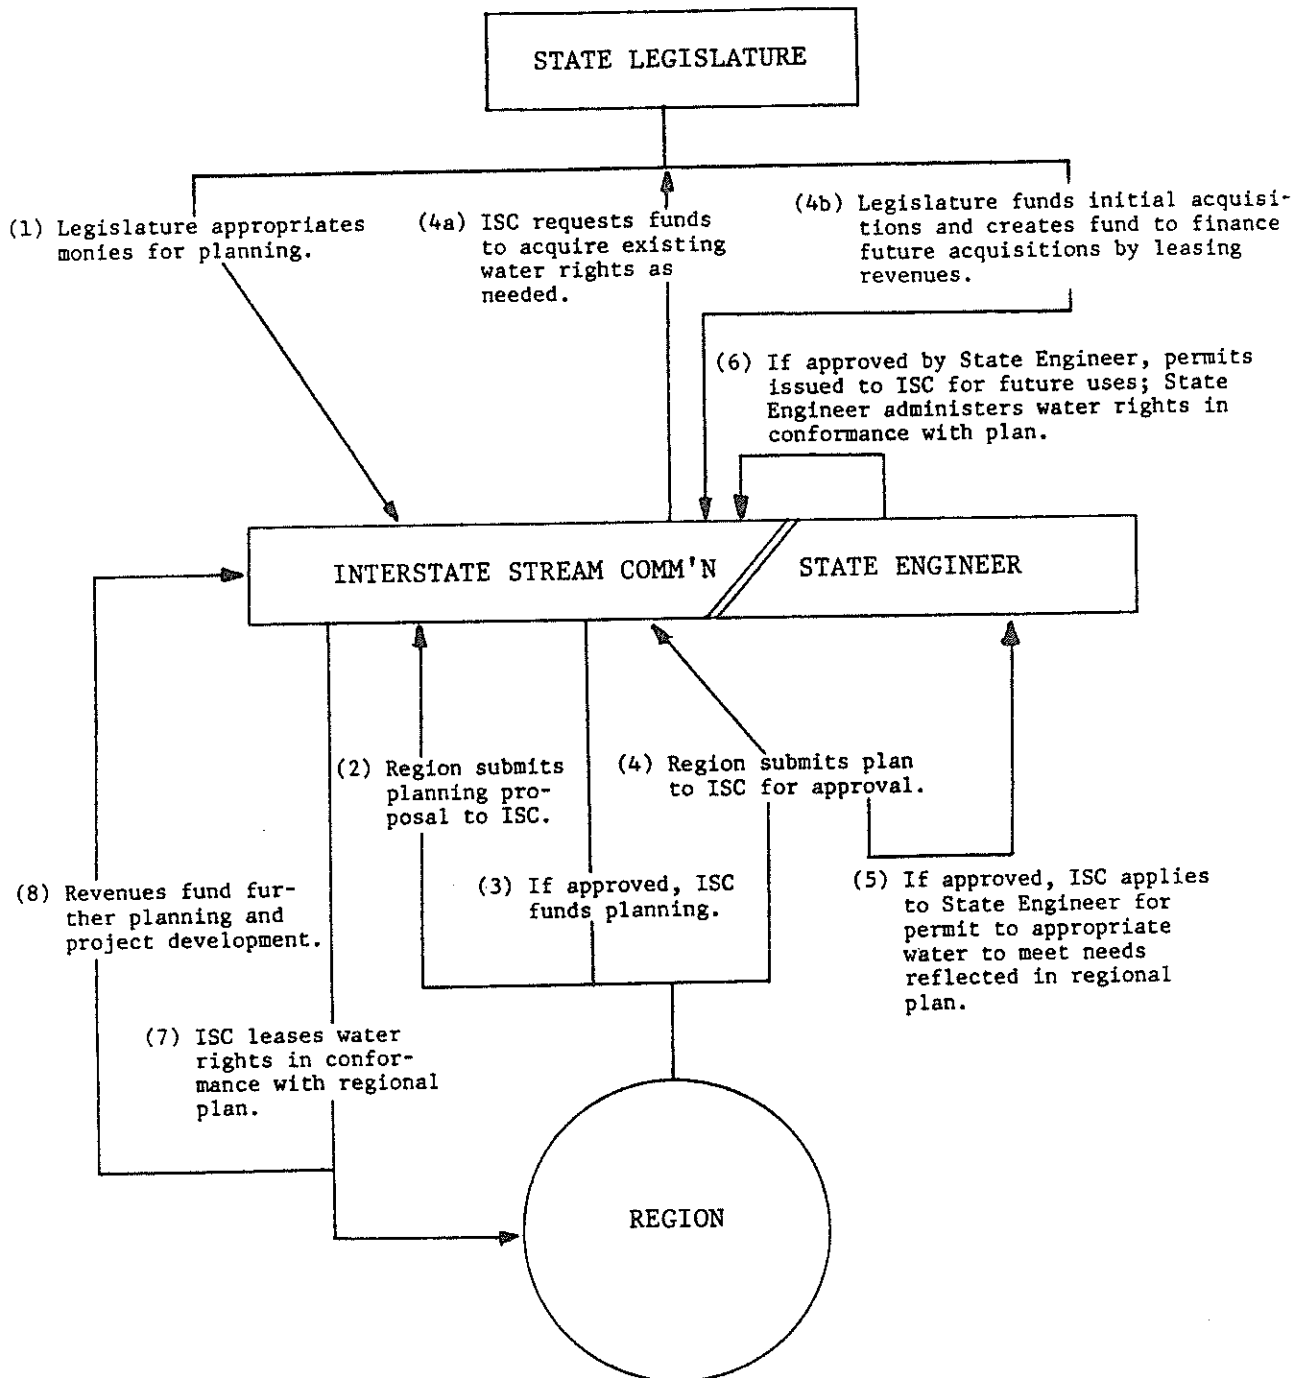 STATE LEGISLATURE
(1) Legislature appropriates
monies for planning.
(4a) ISC requests funds
to acquire existing
water rights as
needed.
(4b) Legislature funds initial acquisi-
tions and creates fund to finance
future acquisitions by leasing
revenues.
(6) If approved by State Engineer, permits
issued to ISC for future uses; State
Engineer administers water rights in
conformance with plan.
INTERSTATE STREAM COMM'N
STATE ENGINEER
(2) Region submits
planning pro-
posal to ISC.
(4) Region submits plan
to ISC for approval.
(3) If approved, ISC
funds planning.
(5) If approved, ISC applies
to State Engineer for
permit to appropriate
water to meet needs
reflected in regional
plan.
(8) Revenues fund fur-
ther planning and
project development.
(7) ISC leases water
rights in confor-
mance with regional
plan.
REGION